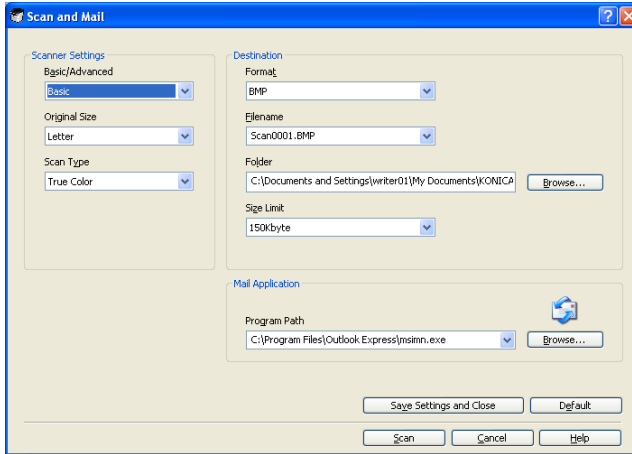 Scan and Mail
Scanner Settings
Basic/Advanced
Basic
Original Size
Letter
Scan Type
True Color
Destination
Format
BMP
Filename
Scan0001.BMP
Folder
C:\Documents and Settings\writer01\My Documents\KONICA
Browse...
Size Limit
150Kbyte
Mail Application
Program Path
C:\Program Files\Outlook Express\msimn.exe
Browse...
Save Settings and Close
Default
Scan
Cancel
Help